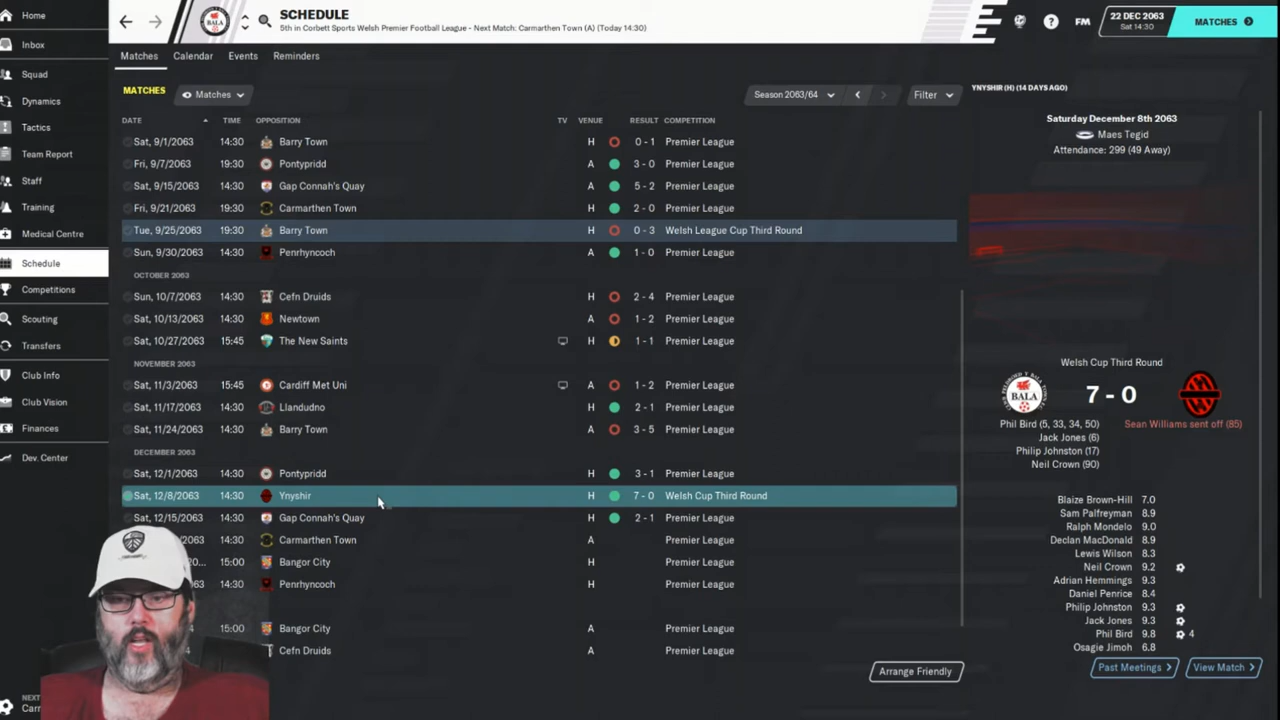 Home
Inbox
Squad
Dynamics
Tactics
Team Report
Staff
Training
Medical Centre
Schedule
Competitions
Scouting
Transfers
Club Info
Club Vision
Finances
Dev. Center
NEXT
BALA
SCHEDULE
5th in Corbett Sports Welsh Premier Football League - Next Match: Carmarthen Town (A) (Today 14:30)
?
FM
22 DEC 2063
Sat 14:30
MATCHES
Matches Calendar Events Reminders
MATCHES Matches Season 2063/64 Filter
DATE TIME OPPOSITION TV VENUE RESULT COMPETITION
Sat, 9/1/2063 14:30 Barry Town H 0 - 1 Premier League
Fri, 9/7/2063 19:30 Pontypridd A 3 - 0 Premier League
Sat, 9/15/2063 14:30 Gap Connah's Quay A 5 - 2 Premier League
Fri, 9/21/2063 19:30 Carmarthen Town H 2 - 0 Premier League
Tue, 9/25/2063 19:30 Barry Town H 0 - 3 Welsh League Cup Third Round
Sun, 9/30/2063 14:30 Penrhyncoch A 1 - 0 Premier League
OCTOBER 2063
Sun, 10/7/2063 14:30 Cefn Druids H 2 - 4 Premier League
Sat, 10/13/2063 14:30 Newtown A 1 - 2 Premier League
Sat, 10/27/2063 15:45 The New Saints H 1 - 1 Premier League
NOVEMBER 2063
Sat, 11/3/2063 15:45 Cardiff Met Uni A 1 - 2 Premier League
Sat, 11/17/2063 14:30 Llandudno H 2 - 1 Premier League
Sat, 11/24/2063 14:30 Barry Town A 3 - 5 Premier League
DECEMBER 2063
Sat, 12/1/2063 14:30 Pontypridd H 3 - 1 Premier League
Sat, 12/8/2063 14:30 Ynyshir H 7 - 0 Welsh Cup Third Round
Sat, 12/15/2063 14:30 Gap Connah's Quay H 2 - 1 Premier League
14:30 Carmarthen Town A Premier League
15:00 Bangor City H Premier League
14:30 Penrhyncoch H Premier League
15:00 Bangor City A Premier League
14:30 Cefn Druids A Premier League
Arrange Friendly
YNYSHIR (H) (14 DAYS AGO)
Saturday December 8th 2063
Maes Tegid
Attendance: 299 (49 Away)
Welsh Cup Third Round
BALA 7 - 0
Phil Bird (5, 33, 34, 50) Sean Williams sent off (85)
Jack Jones (6)
Philip Johnston (17)
Neil Crown (90)
Blaize Brown-Hill 7.0
Sam Palfreyman 8.9
Ralph Mondelo 9.0
Declan MacDonald 8.9
Lewis Wilson 8.3
Neil Crown 9.2
Adrian Hemmings 9.3
Daniel Penrice 8.4
Philip Johnston 9.3
Jack Jones 9.3
Phil Bird 9.8 4
Osagie Jimoh 6.8
Past Meetings View Match